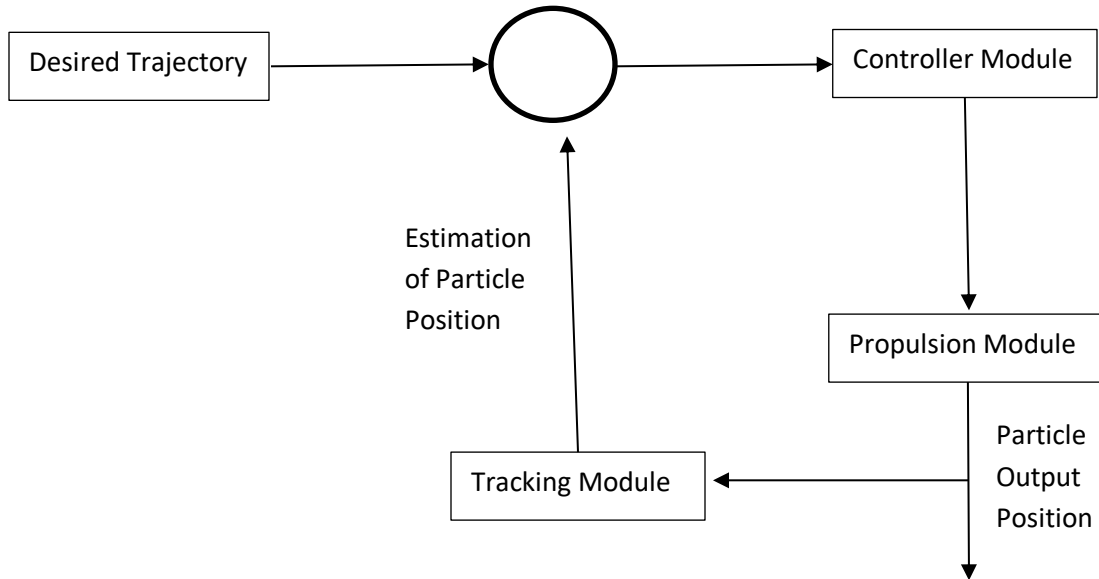 Desired Trajectory
Controller Module
Estimation
of Particle
Position
Propulsion Module
Tracking Module
Particle
Output
Position